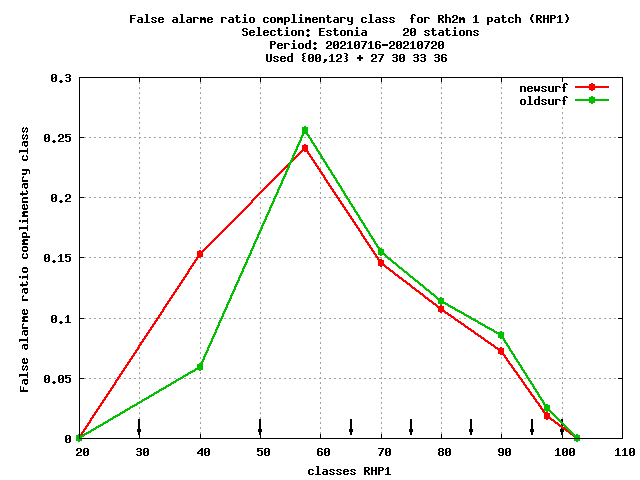 False alarme ratio complimentary class  for Rh2m 1 patch (RHP1)
Selection: Estonia     20 stations
Period: 20210716-20210720
Used {00,12} + 27 30 33 36
newsurf
oldsurf
0.3
0.25
0.2
0.15
0.1
0.05
0
False alarme ratio complimentary class
20 30 40 50 60 70 80 90 100 110
classes RHP1